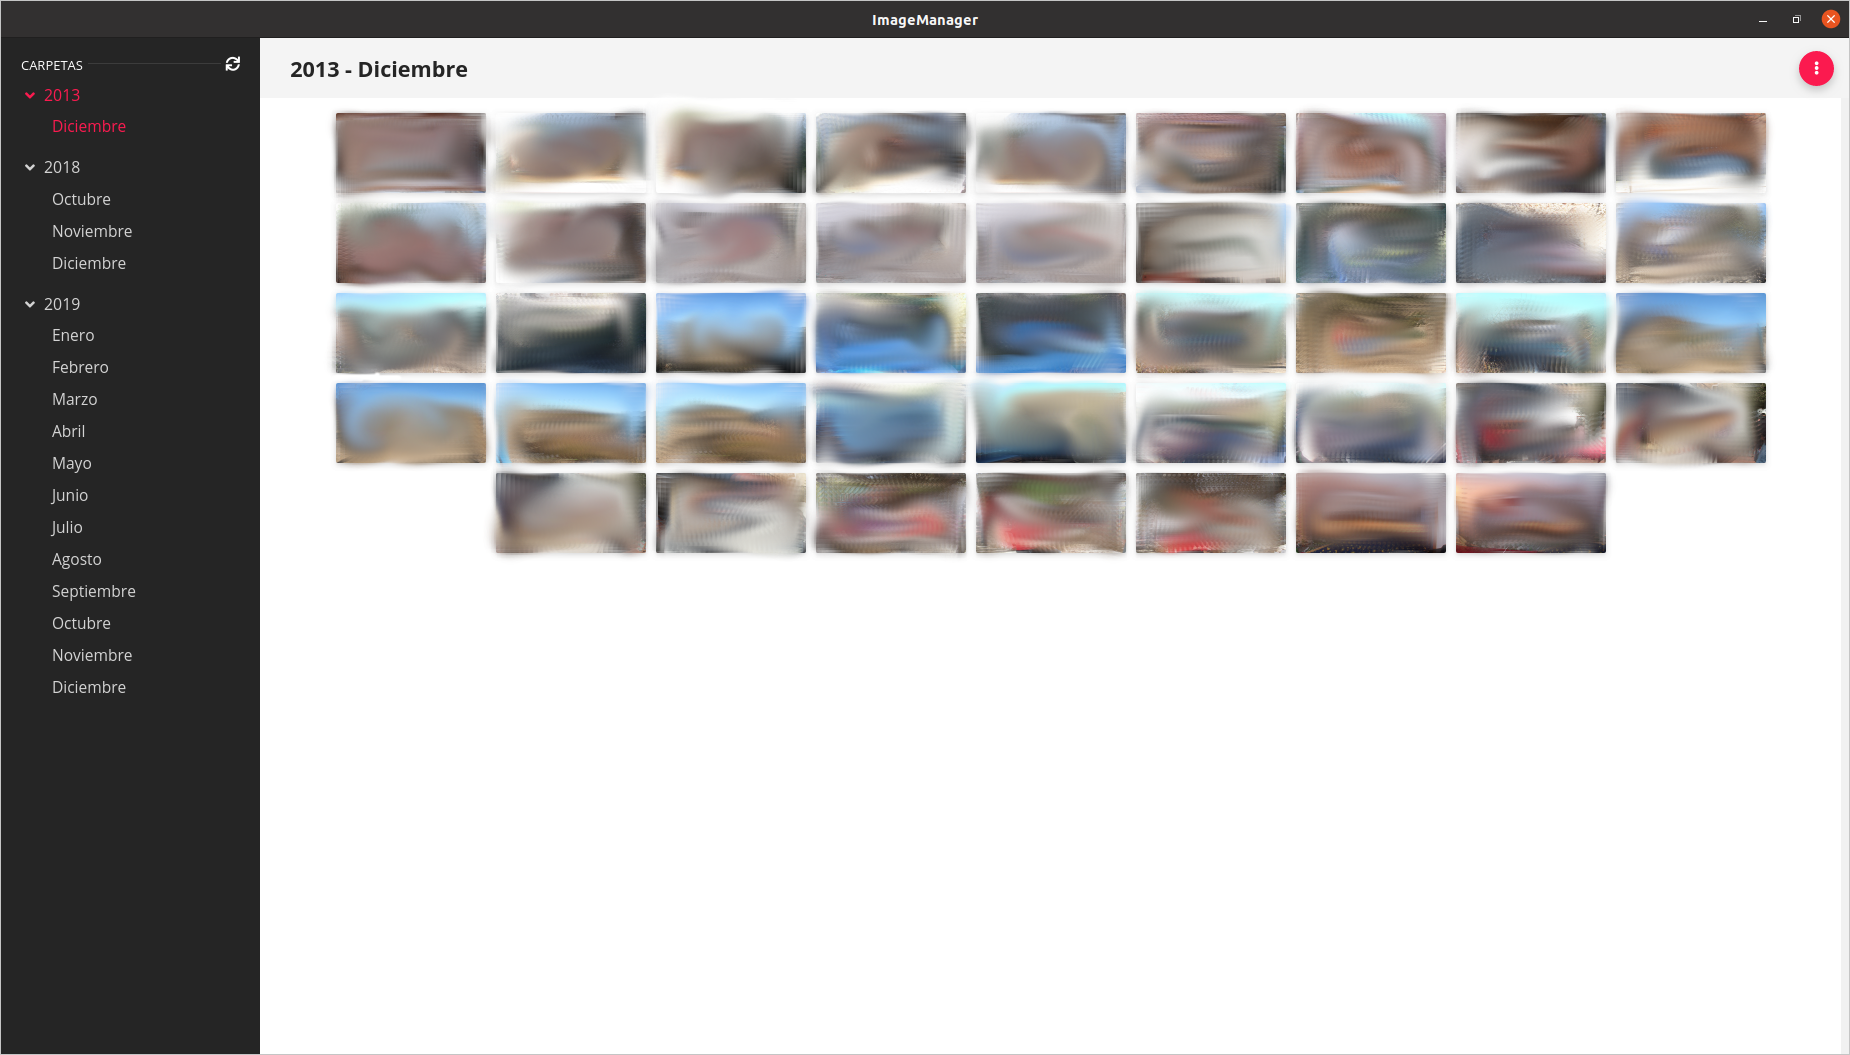 ImageManager
CARPETAS
2013
Diciembre
2018
Octubre
Noviembre
Diciembre
2019
Enero
Febrero
Marzo
Abril
Mayo
Junio
Julio
Agosto
Septiembre
Octubre
Noviembre
Diciembre
2013 - Diciembre